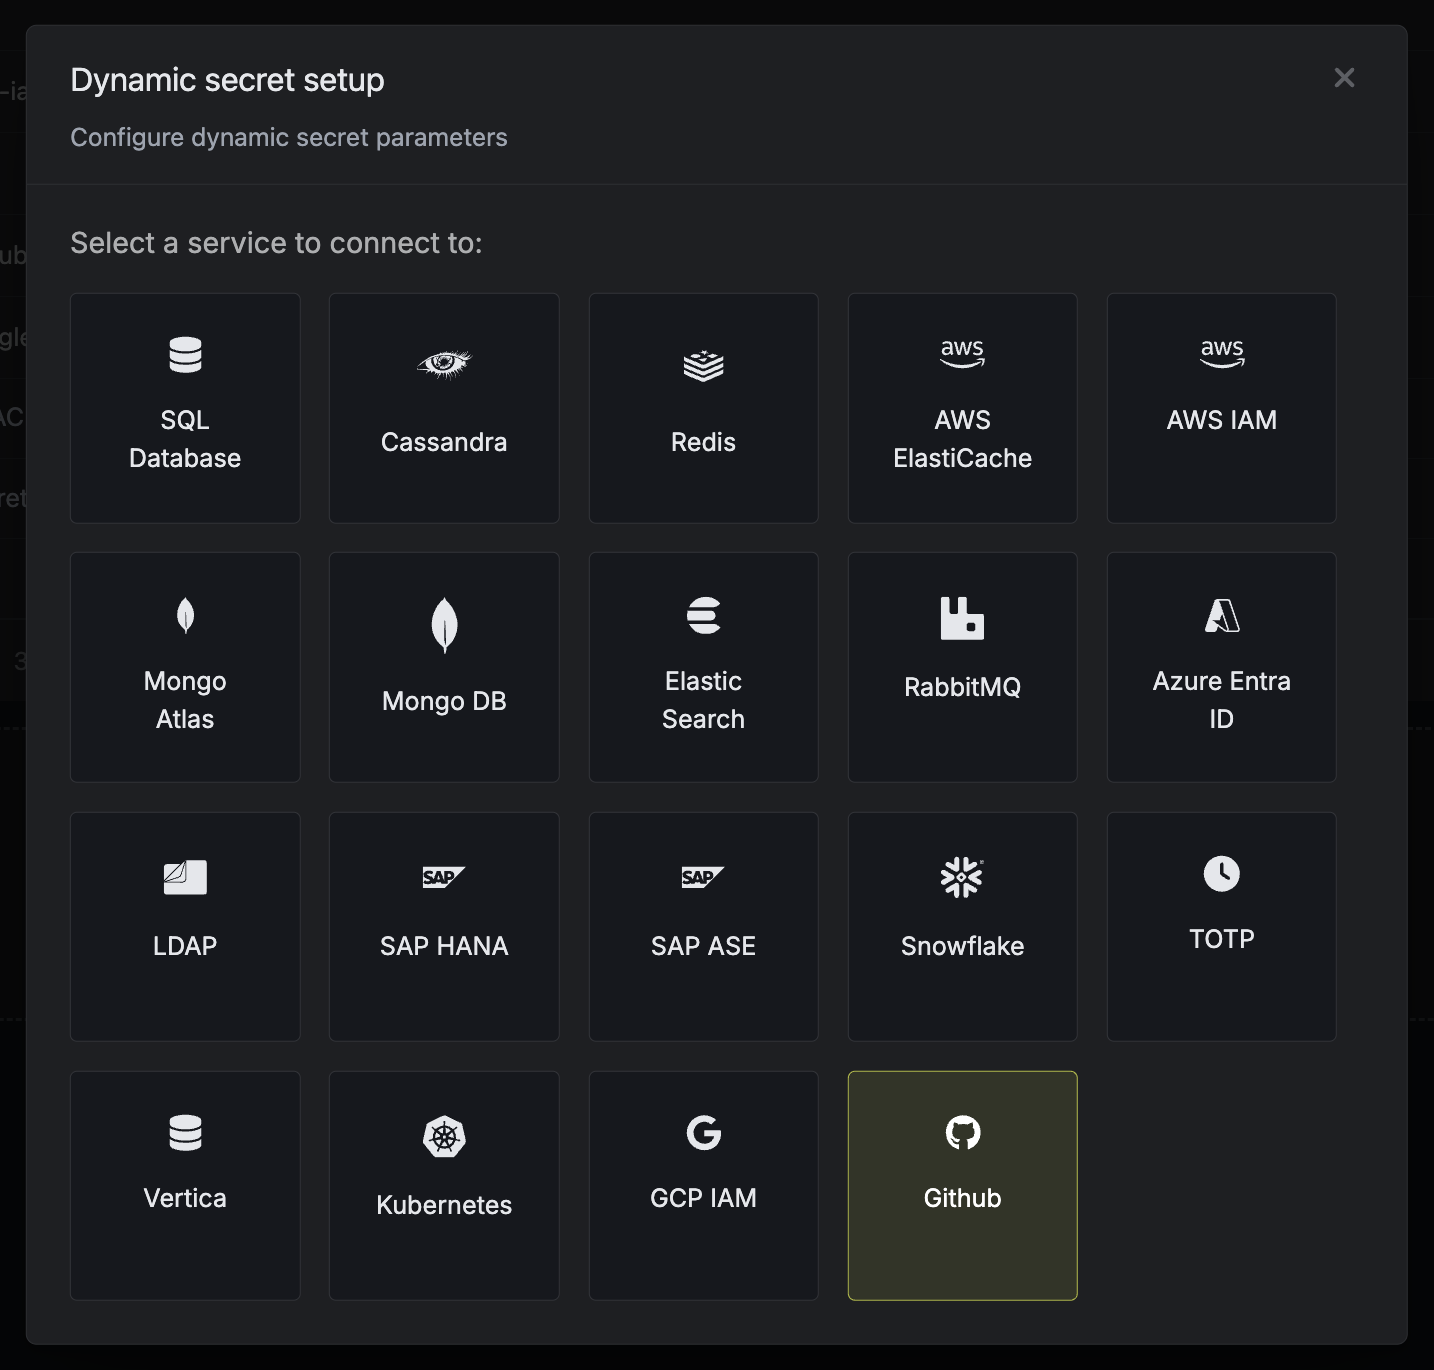 Dynamic secret setup
Configure dynamic secret parameters
Select a service to connect to:
SQL
Database
Cassandra
Redis
aws
AWS
ElastiCache
aws
AWS IAM
Mongo
Atlas
Mongo DB
Elastic
Search
RabbitMQ
Azure Entra
ID
LDAP
SAP
SAP HANA
SAP
SAP ASE
Snowflake
TOTP
Vertica
Kubernetes
GCP IAM
Github